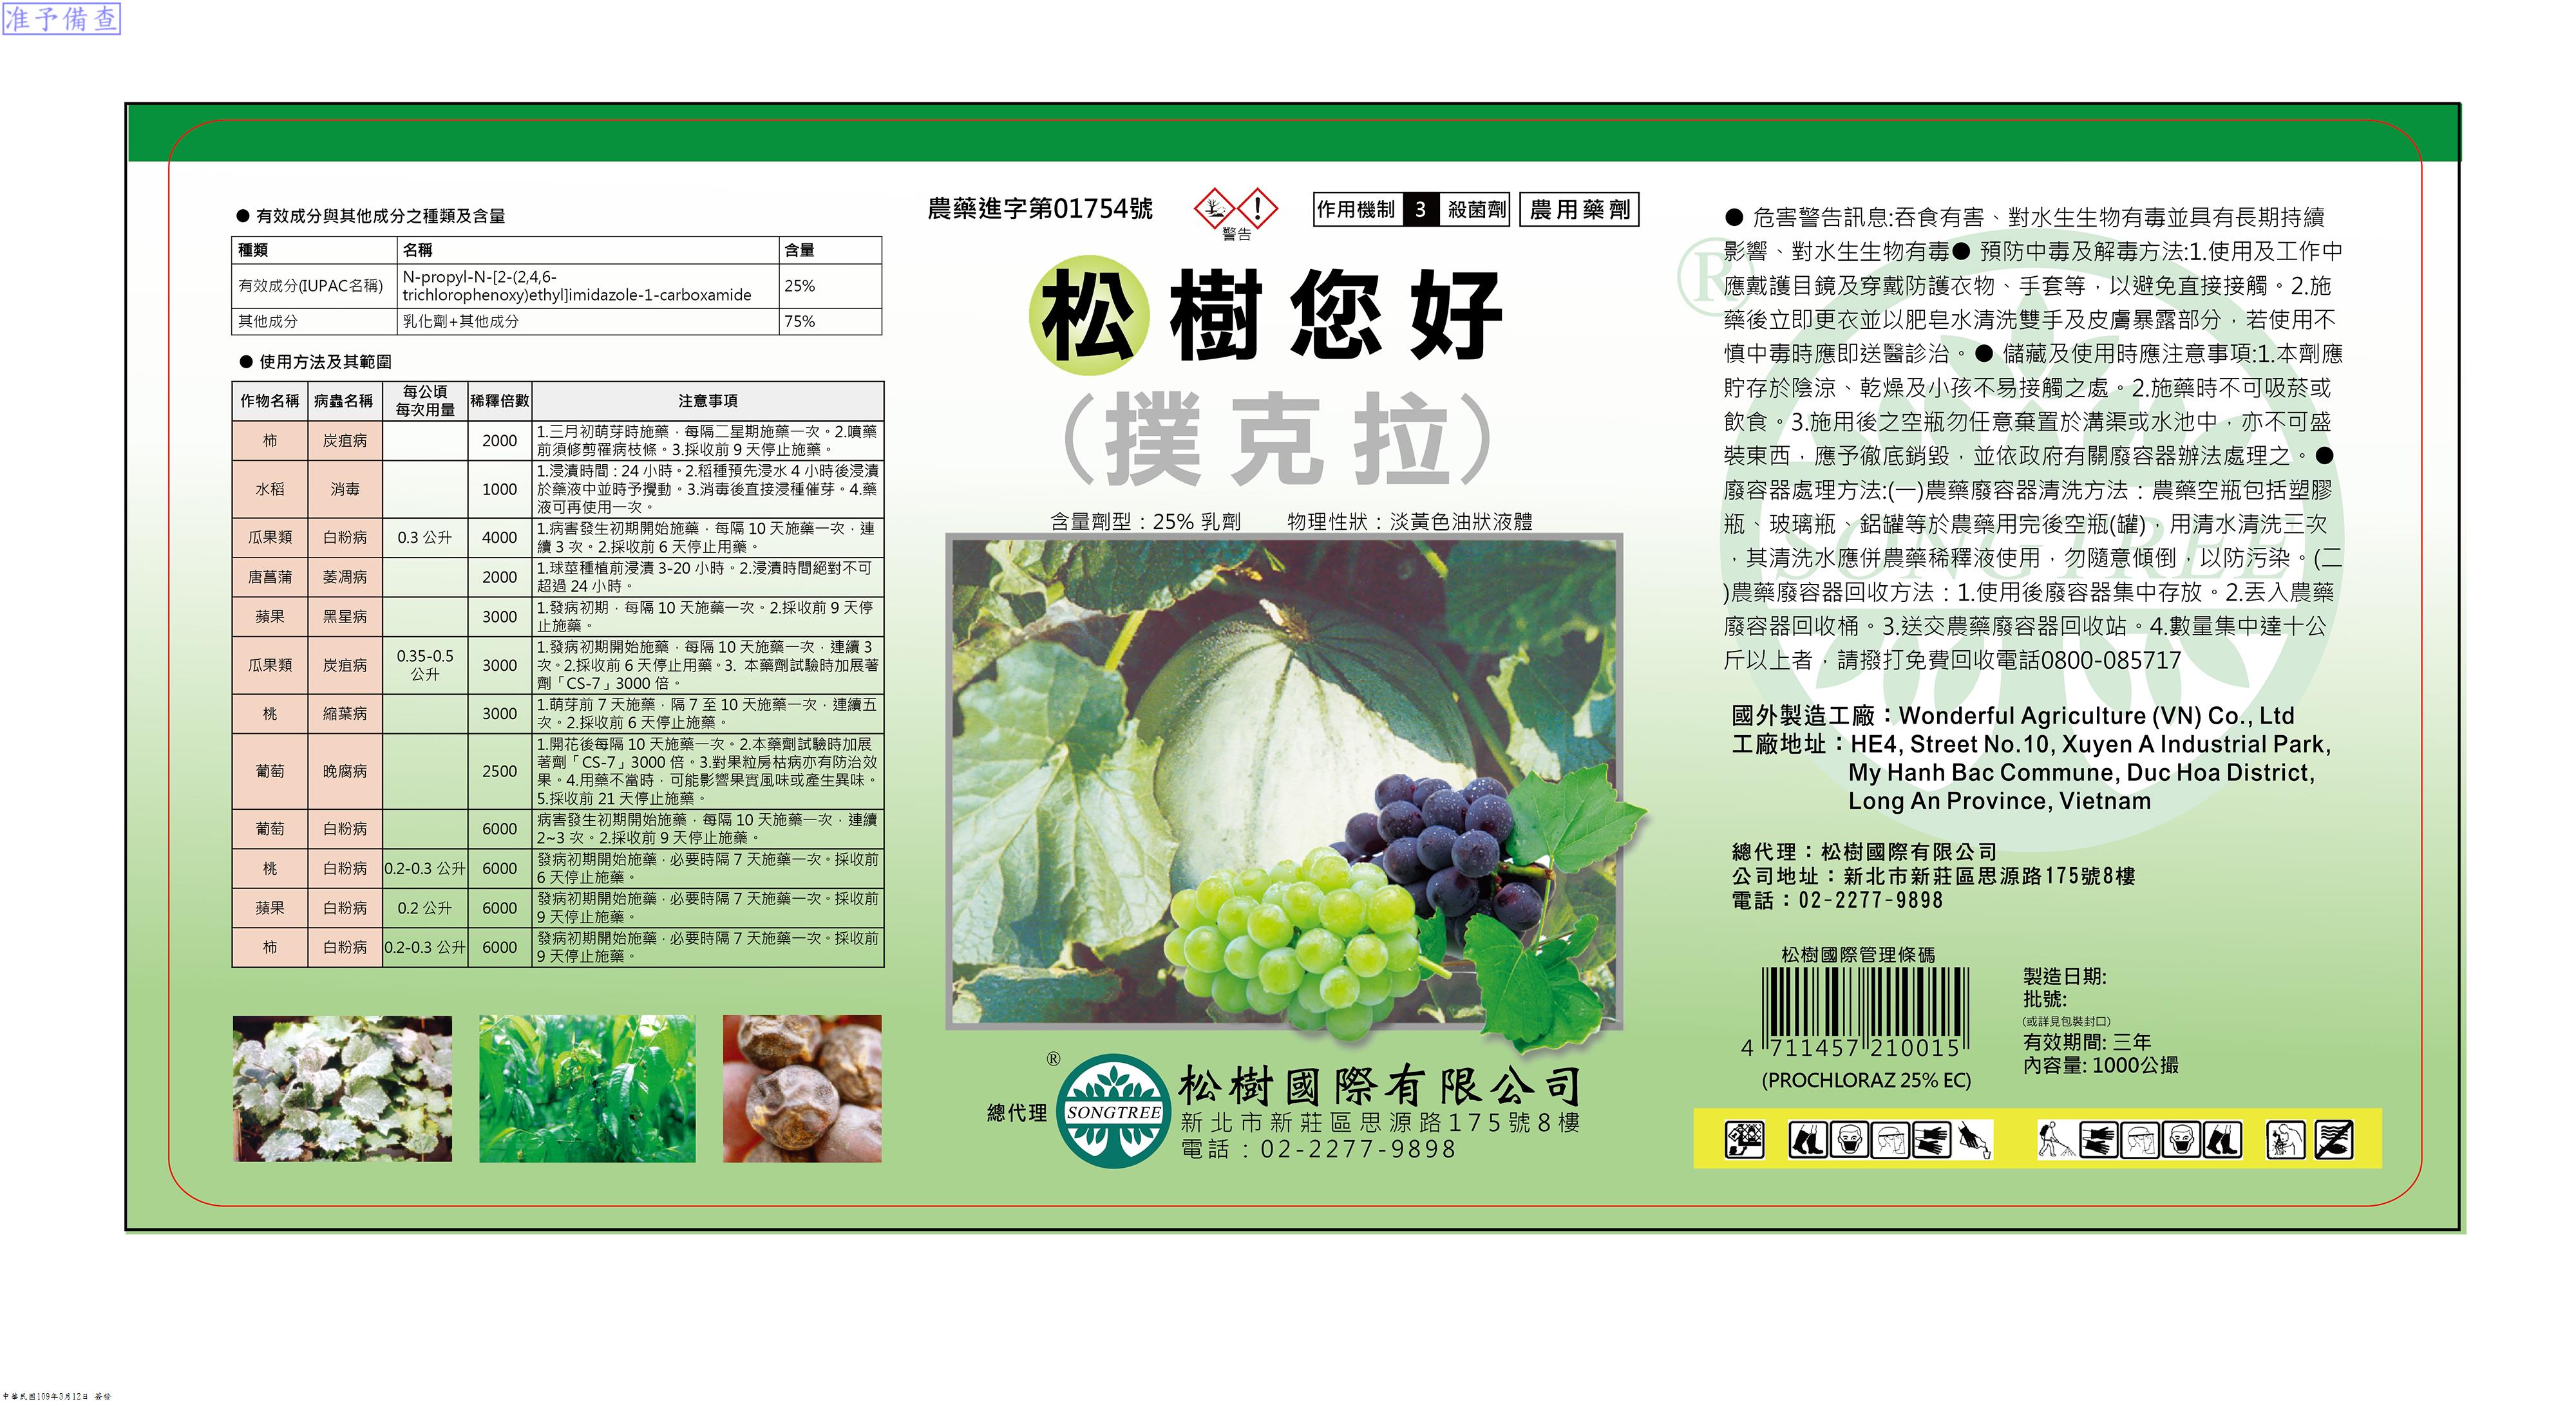 准予備查
● 有效成分與其他成分之種類及含量
種類 名稱 含量
有效成分(IUPAC名稱) N-propyl-N-[2-(2,4,6-
trichlorophenoxy)ethyl]imidazole-1-carboxamide 25%
其他成分 乳化劑+其他成分 75%
● 使用方法及其範圍
作物名稱 病蟲名稱 每公頃
每次用量 稀釋倍數 注意事項
柿 炭疽病 2000 1.三月初萌芽時施藥，每隔二星期施藥一次。2.噴藥
前須修剪罹病枝條。3.採收前 9 天停止施藥。
水稻 消毒 1000 1.浸漬時間：24 小時。2.稻種預先浸水 4 小時後浸漬
於藥液中並時予攪動。3.消毒後直接浸種催芽。4.藥
液可再使用一次。
瓜果類 白粉病 0.3 公升 4000 1.病害發生初期開始施藥，每隔 10 天施藥一次，連
續 3 次。2.採收前 6 天停止用藥。
唐菖蒲 萎凋病 2000 1.球莖種植前浸漬 3-20 小時。2.浸漬時間絕對不可
超過 24 小時。
蘋果 黑星病 3000 1.發病初期，每隔 10 天施藥一次。2.採收前 9 天停
止施藥。
瓜果類 炭疽病 0.35-0.5
公升 3000 1.發病初期開始施藥，每隔 10 天施藥一次，連續 3
次。2.採收前 6 天停止用藥。3. 本藥劑試驗時加展著
劑「CS-7」3000 倍。
桃 縮葉病 3000 1.萌芽前 7 天施藥，隔 7 至 10 天施藥一次，連續五
次。2.採收前 6 天停止施藥。
葡萄 晚腐病 2500 1.開花後每隔 10 天施藥一次。2.本藥劑試驗時加展
著劑「CS-7」3000 倍。3.對果粒房枯病亦有防治效
果。4.用藥不當時，可能影響果實風味或產生異味。
5.採收前 21 天停止施藥。
葡萄 白粉病 6000 病害發生初期開始施藥，每隔 10 天施藥一次，連續
2~3 次。2.採收前 9 天停止施藥。
桃 白粉病 0.2-0.3 公升 6000 發病初期開始施藥，必要時隔 7 天施藥一次。採收前
6 天停止施藥。
蘋果 白粉病 0.2 公升 6000 發病初期開始施藥，必要時隔 7 天施藥一次。採收前
9 天停止施藥。
柿 白粉病 0.2-0.3 公升 6000 發病初期開始施藥，必要時隔 7 天施藥一次。採收前
9 天停止施藥。
農藥進字第01754號
警告
作用機制 3 殺菌劑 農用藥劑
松樹您好
(撲克拉)
含量劑型：25% 乳劑 物理性狀：淡黃色油狀液體
®
總代理
SONGTREE
松樹國際有限公司
新北市新莊區思源路175號8樓
電話：02-2277-9898
®
SONGTREE
● 危害警告訊息:吞食有害、對水生生物有毒並具有長期持續
影響、對水生生物有毒● 預防中毒及解毒方法:1.使用及工作中
應戴護目鏡及穿戴防護衣物、手套等，以避免直接接觸。2.施
藥後立即更衣並以肥皂水清洗雙手及皮膚暴露部分，若使用不
慎中毒時應即送醫診治。● 儲藏及使用時應注意事項:1.本劑應
貯存於陰涼、乾燥及小孩不易接觸之處。2.施藥時不可吸菸或
飲食。3.施用後之空瓶勿任意棄置於溝渠或水池中，亦不可盛
裝東西，應予徹底銷毀，並依政府有關廢容器辦法處理之。●
廢容器處理方法:(一)農藥廢容器清洗方法：農藥空瓶包括塑膠
瓶、玻璃瓶、鋁罐等於農藥用完後空瓶(罐)，用清水清洗三次
，其清洗水應併農藥稀釋液使用，勿隨意傾倒，以防污染。(二
)農藥廢容器回收方法：1.使用後廢容器集中存放。2.丟入農藥
廢容器回收桶。3.送交農藥廢容器回收站。4.數量集中達十公
斤以上者，請撥打免費回收電話0800-085717
國外製造工廠：Wonderful Agriculture (VN) Co., Ltd
工廠地址：HE4, Street No.10, Xuyen A Industrial Park,
My Hanh Bac Commune, Duc Hoa District,
Long An Province, Vietnam
總代理：松樹國際有限公司
公司地址：新北市新莊區思源路175號8樓
電話：02-2277-9898
松樹國際管理條碼
4 711457 210015
(PROCHLORAZ 25% EC)
製造日期:
批號:
(或詳見包裝封口)
有效期間: 三年
內容量: 1000公撮
中華民國109年3月12日 簽發